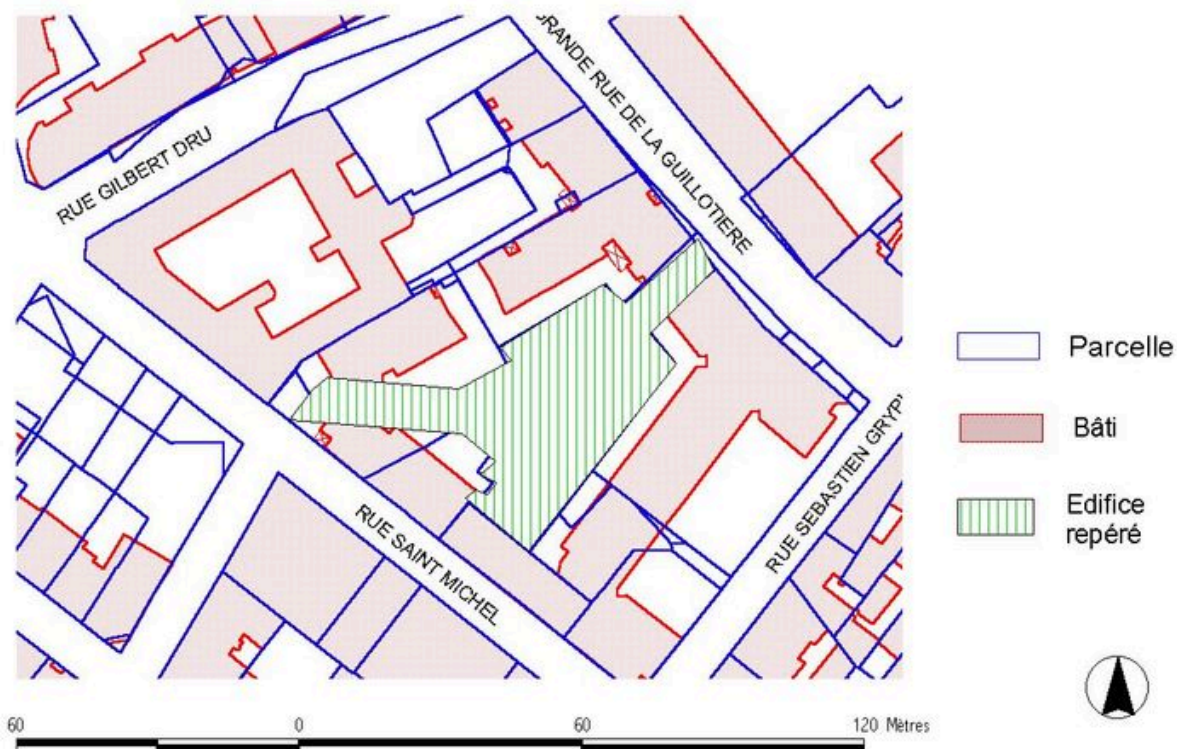 GRANDE RUE DE LA GUILLOTIERE
RUE GILBERT DRU
RUE SAINT MICHEL
RUE SEBASTIEN GRYP
Parcelle
Bâti
Edifice
repéré
60 0 60 120 Mètres